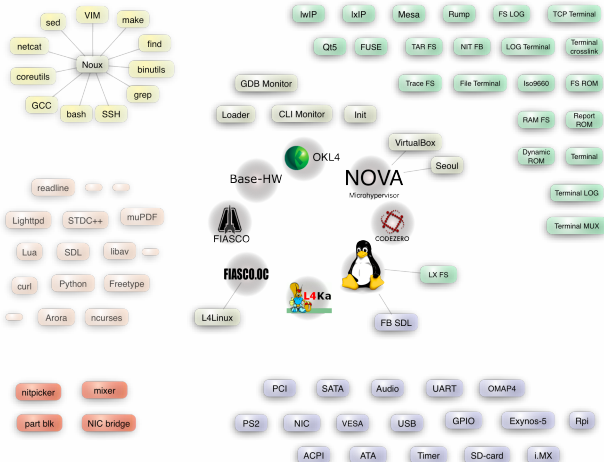 sed
VIM
make
netcat
find
Noux
coreutils
binutils
GCC
grep
bash
SSH
lwIP
IxIP
Mesa
Rump
FS LOG
TCP Terminal
Qt5
FUSE
TAR FS
NIT FB
LOG Terminal
Terminal
crosslink
GDB Monitor
Trace FS
File Terminal
Iso9660
FS ROM
Loader
CLI Monitor
Init
RAM FS
Report
ROM
VirtualBox
Seoul
Dynamic
ROM
Terminal
Terminal LOG
Terminal MUX
OKL4
Base-HW
NOVA
Microhypervisor
FIASCO
CODEZERO
FIASCO.OC
L4Ka
L4Linux
LX FS
FB SDL
readline
Lighttpd
STDC++
muPDF
Lua
SDL
libav
curl
Python
Freetype
Arora
ncurses
nitpicker
mixer
part blk
NIC bridge
PCI
SATA
Audio
UART
OMAP4
PS2
NIC
VESA
USB
GPIO
Exynos-5
Rpi
ACPI
ATA
Timer
SD-card
i.MX